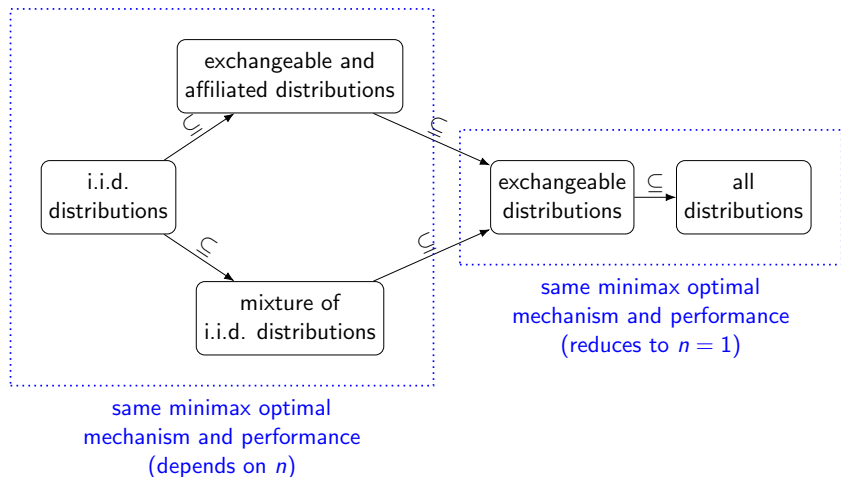 exchangeable and
affiliated distributions
⊆
⊆
i.i.d.
distributions
exchangeable
distributions
⊆
all
distributions
⊆
⊆
mixture of
i.i.d. distributions
same minimax optimal
mechanism and performance
(reduces to n = 1)
same minimax optimal
mechanism and performance
(depends on n)